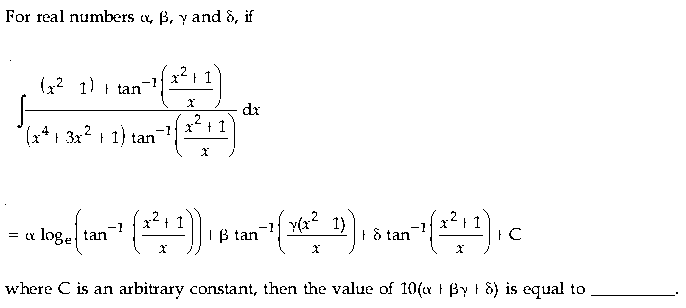 For real numbers α, β, γ and δ, if
∫ ((x² 1) + tan⁻¹((x² + 1)/x)) / ((x⁴ + 3x² + 1) tan⁻¹((x² + 1)/x)) dx
= α logₑ(tan⁻¹((x² + 1)/x)) + β tan⁻¹(γ(x² 1)/x) + δ tan⁻¹((x² + 1)/x) + C
where C is an arbitrary constant, then the value of 10(α + βγ + δ) is equal to ________.